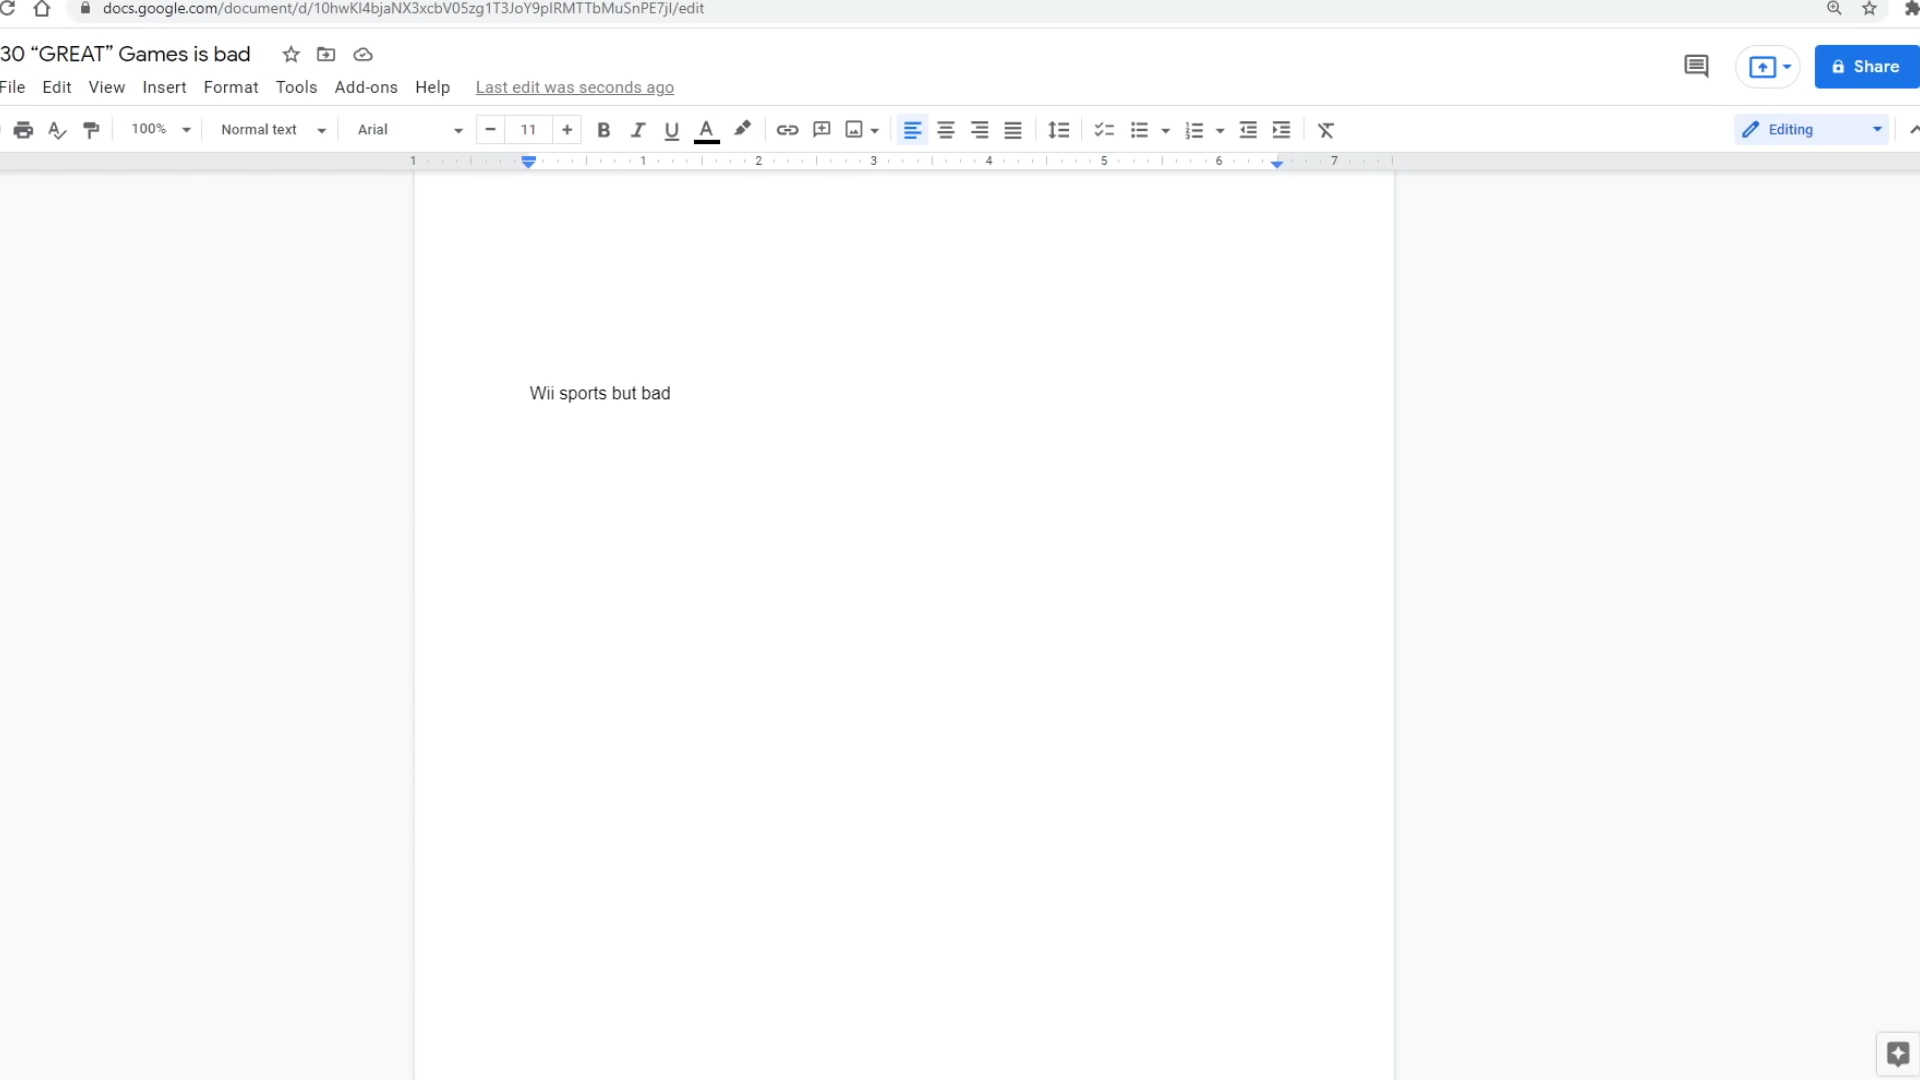 docs.google.com/document/d/10hwKl4bjaNX3xcbV05zg1T3JoY9pIRMTTbMuSnPE7jI/edit
30 “GREAT” Games is bad
File Edit View Insert Format Tools Add-ons Help Last edit was seconds ago
Share
100% Normal text Arial 11 B I U A
Editing
1 1 2 3 4 5 6 7
Wii sports but bad